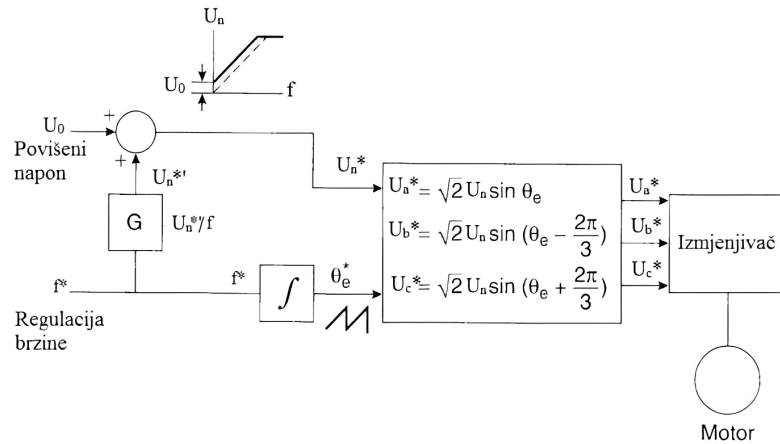 Uₙ
U₀
f
+
U₀
Povišeni
napon
+
Uₙ*'
G
Uₙ*'/f
f*
Regulacija
brzine
f*
∫
θₑ*
Uₙ*
Uₐ* = √2 Uₙ sin θₑ
U_b* = √2 Uₙ sin (θₑ − 2π/3)
U_c* = √2 Uₙ sin (θₑ + 2π/3)
Uₐ*
U_b*
U_c*
Izmjenjivač
Motor